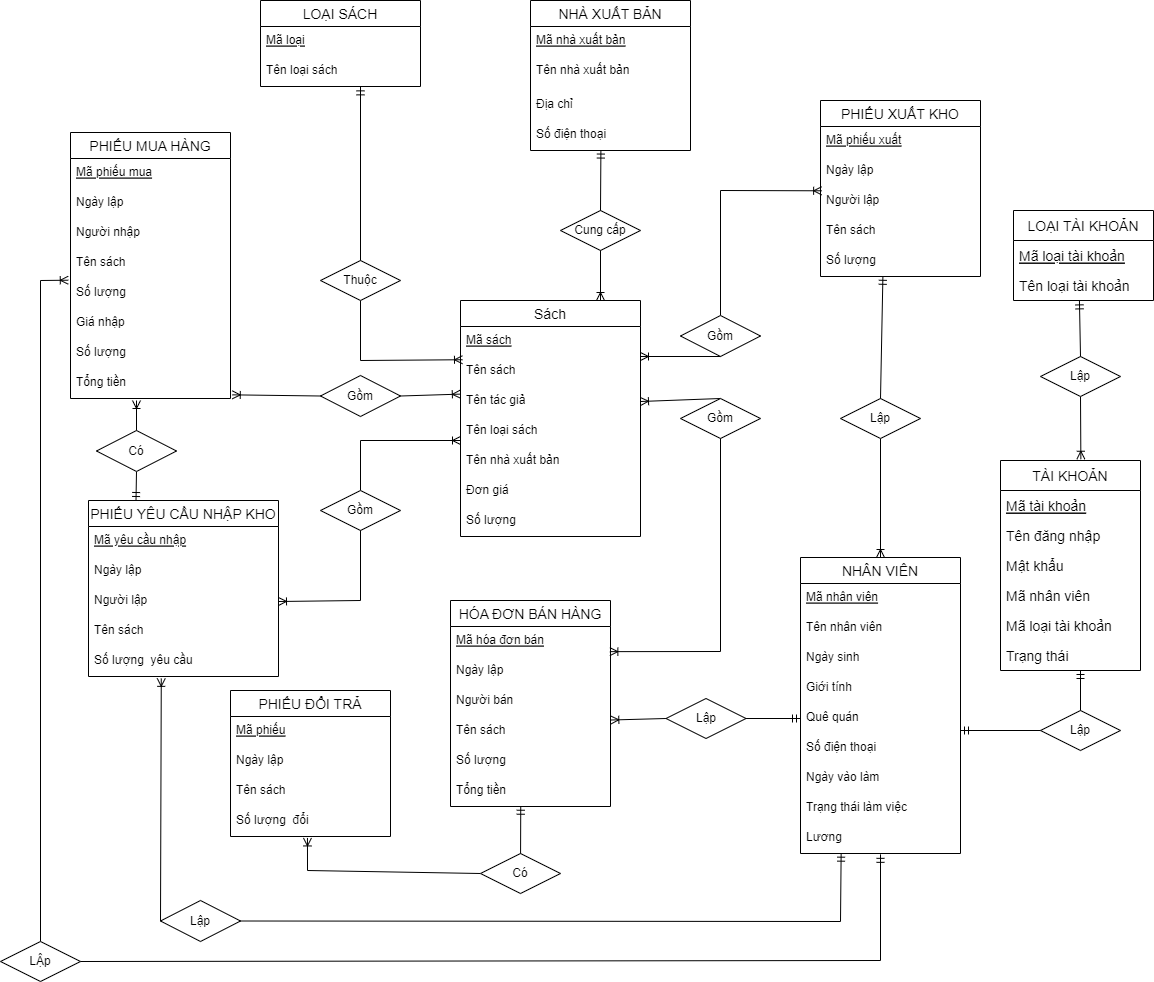 LOẠI SÁCH
Mã loại
Tên loại sách
NHÀ XUẤT BẢN
Mã nhà xuất bản
Tên nhà xuất bản
Địa chỉ
Số điện thoại
PHIẾU XUẤT KHO
Mã phiếu xuất
Ngày lập
Người lập
Tên sách
Số lượng
PHIẾU MUA HÀNG
Mã phiếu mua
Ngày lập
Người nhập
Tên sách
Số lượng
Giá nhập
Số lượng
Tổng tiền
LOẠI TÀI KHOẢN
Mã loại tài khoản
Tên loại tài khoản
Cung cấp
Thuộc
Sách
Mã sách
Tên sách
Tên tác giả
Tên loại sách
Tên nhà xuất bản
Đơn giá
Số lượng
Gồm
Gồm
Gồm
Gồm
Lập
Lập
Có
PHIẾU YÊU CẦU NHẬP KHO
Mã yêu cầu nhập
Ngày lập
Người lập
Tên sách
Số lượng  yêu cầu
TÀI KHOẢN
Mã tài khoản
Tên đăng nhập
Mật khẩu
Mã nhân viên
Mã loại tài khoản
Trạng thái
NHÂN VIÊN
Mã nhân viên
Tên nhân viên
Ngày sinh
Giới tính
Quê quán
Số điện thoại
Ngày vào làm
Trạng thái làm việc
Lương
HÓA ĐƠN BÁN HÀNG
Mã hóa đơn bán
Ngày lập
Người bán
Tên sách
Số lượng
Tổng tiền
PHIẾU ĐỔI TRẢ
Mã phiếu
Ngày lập
Tên sách
Số lượng  đổi
Lập
Lập
Có
Lập
LẬp